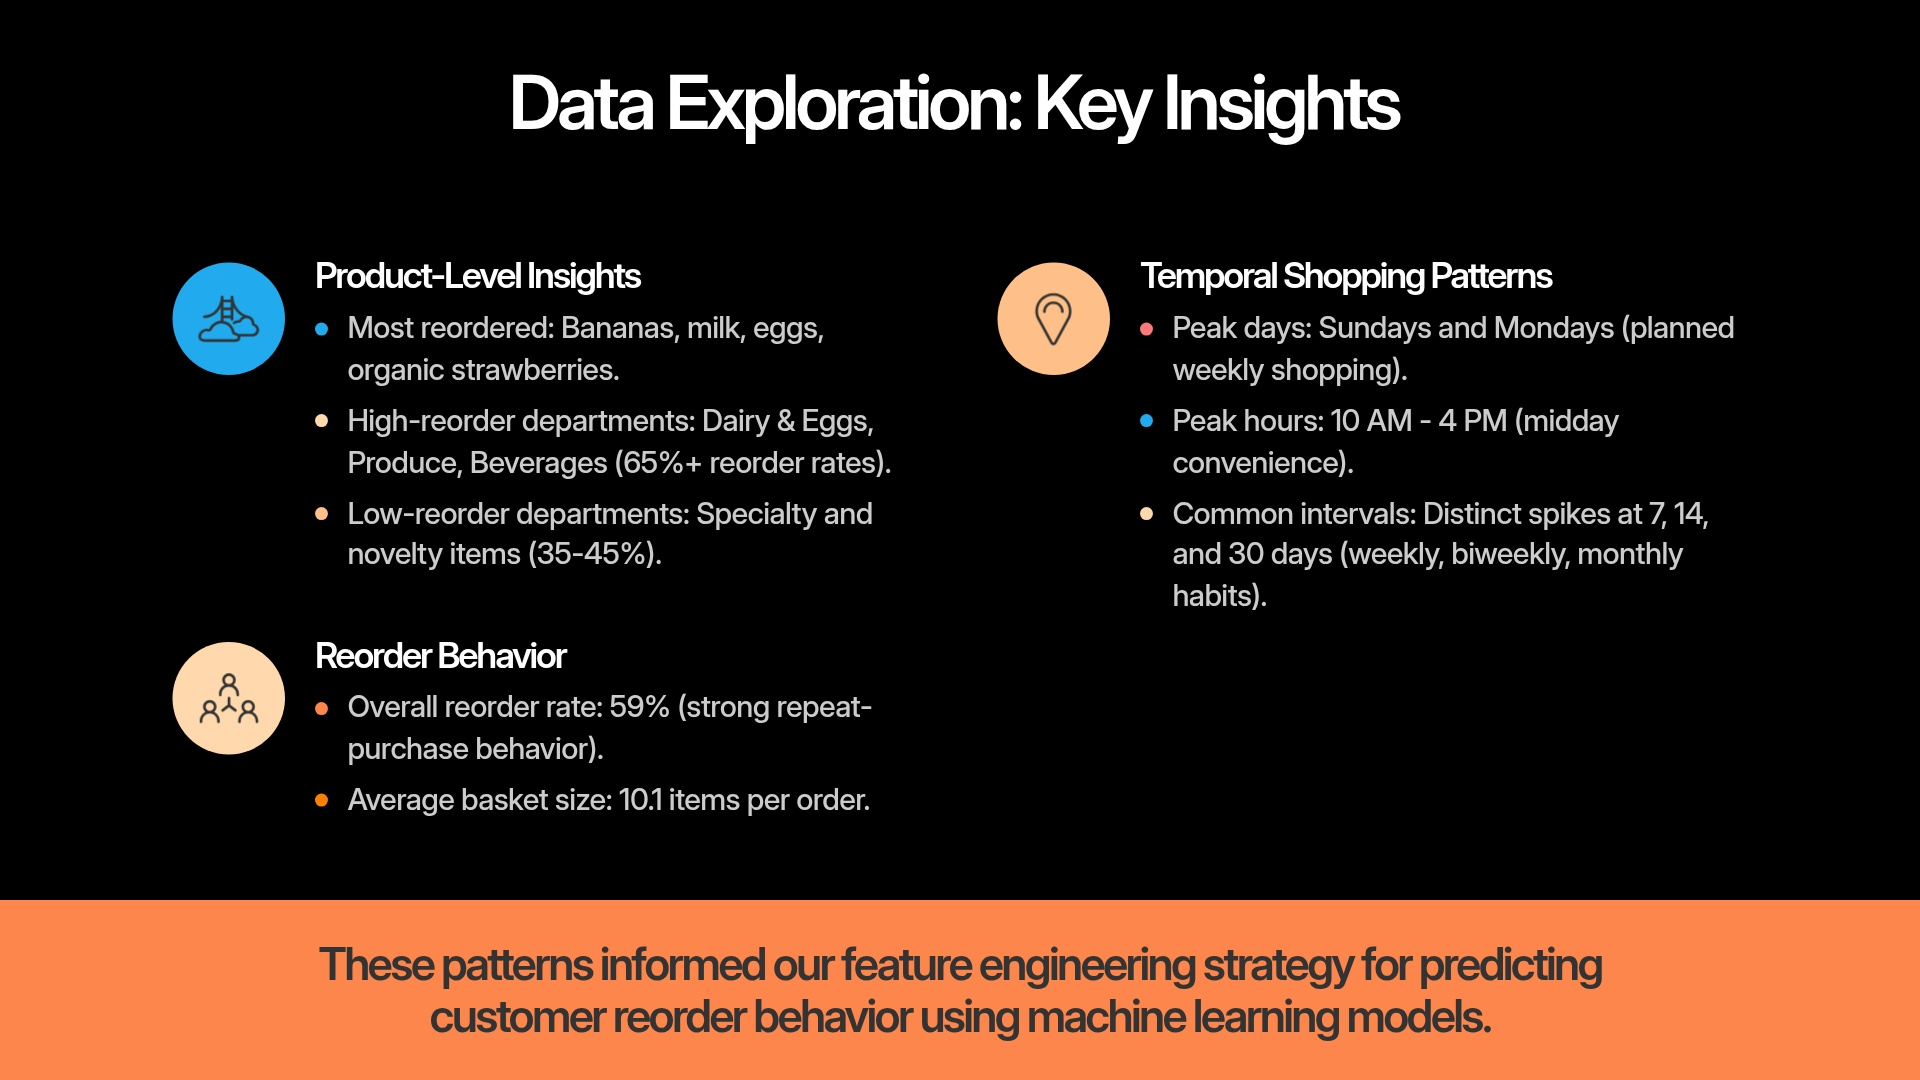 Data Exploration: Key Insights
Product-Level Insights
Most reordered: Bananas, milk, eggs,
organic strawberries.
High-reorder departments: Dairy & Eggs,
Produce, Beverages (65%+ reorder rates).
Low-reorder departments: Specialty and
novelty items (35-45%).
Reorder Behavior
Overall reorder rate: 59% (strong repeat-
purchase behavior).
Average basket size: 10.1 items per order.
Temporal Shopping Patterns
Peak days: Sundays and Mondays (planned
weekly shopping).
Peak hours: 10 AM - 4 PM (midday
convenience).
Common intervals: Distinct spikes at 7, 14,
and 30 days (weekly, biweekly, monthly
habits).
These patterns informed our feature engineering strategy for predicting
customer reorder behavior using machine learning models.